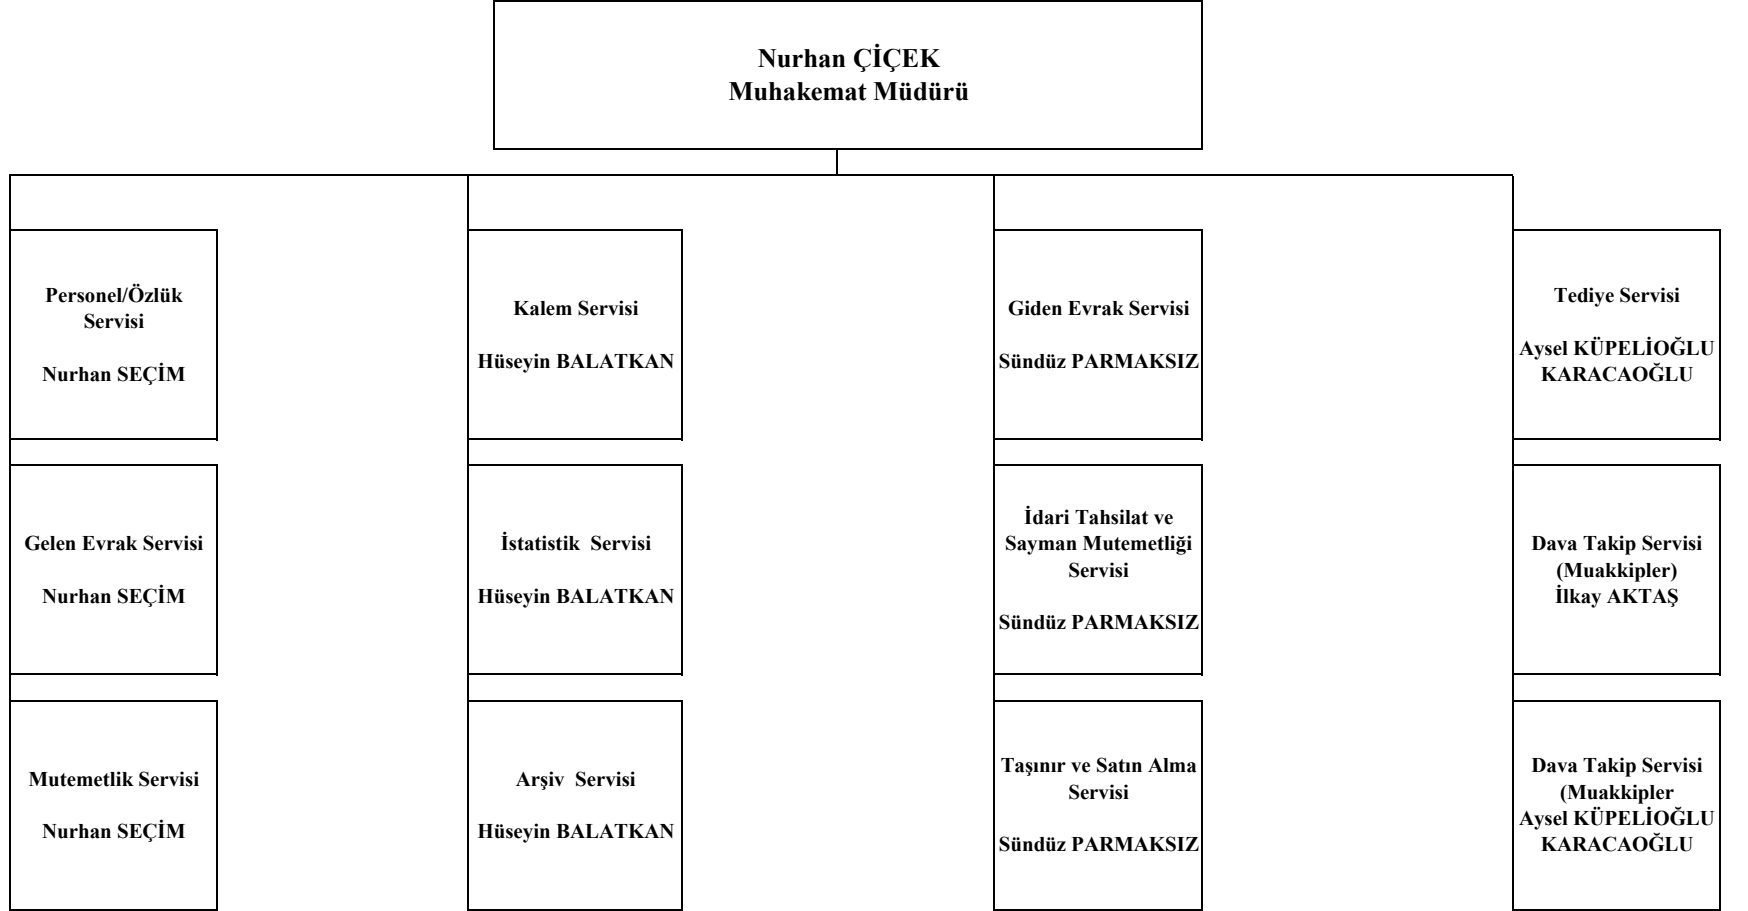 Nurhan ÇİÇEK
Muhakemat Müdürü
Personel/Özlük
Servisi
Nurhan SEÇİM
Kalem Servisi
Hüseyin BALATKAN
Giden Evrak Servisi
Sündüz PARMAKSIZ
Tediye Servisi
Aysel KÜPELİOĞLU
KARACAOĞLU
Gelen Evrak Servisi
Nurhan SEÇİM
İstatistik  Servisi
Hüseyin BALATKAN
İdari Tahsilat ve
Sayman Mutemetliği
Servisi
Sündüz PARMAKSIZ
Dava Takip Servisi
(Muakkipler)
İlkay AKTAŞ
Mutemetlik Servisi
Nurhan SEÇİM
Arşiv  Servisi
Hüseyin BALATKAN
Taşınır ve Satın Alma
Servisi
Sündüz PARMAKSIZ
Dava Takip Servisi
(Muakkipler
Aysel KÜPELİOĞLU
KARACAOĞLU